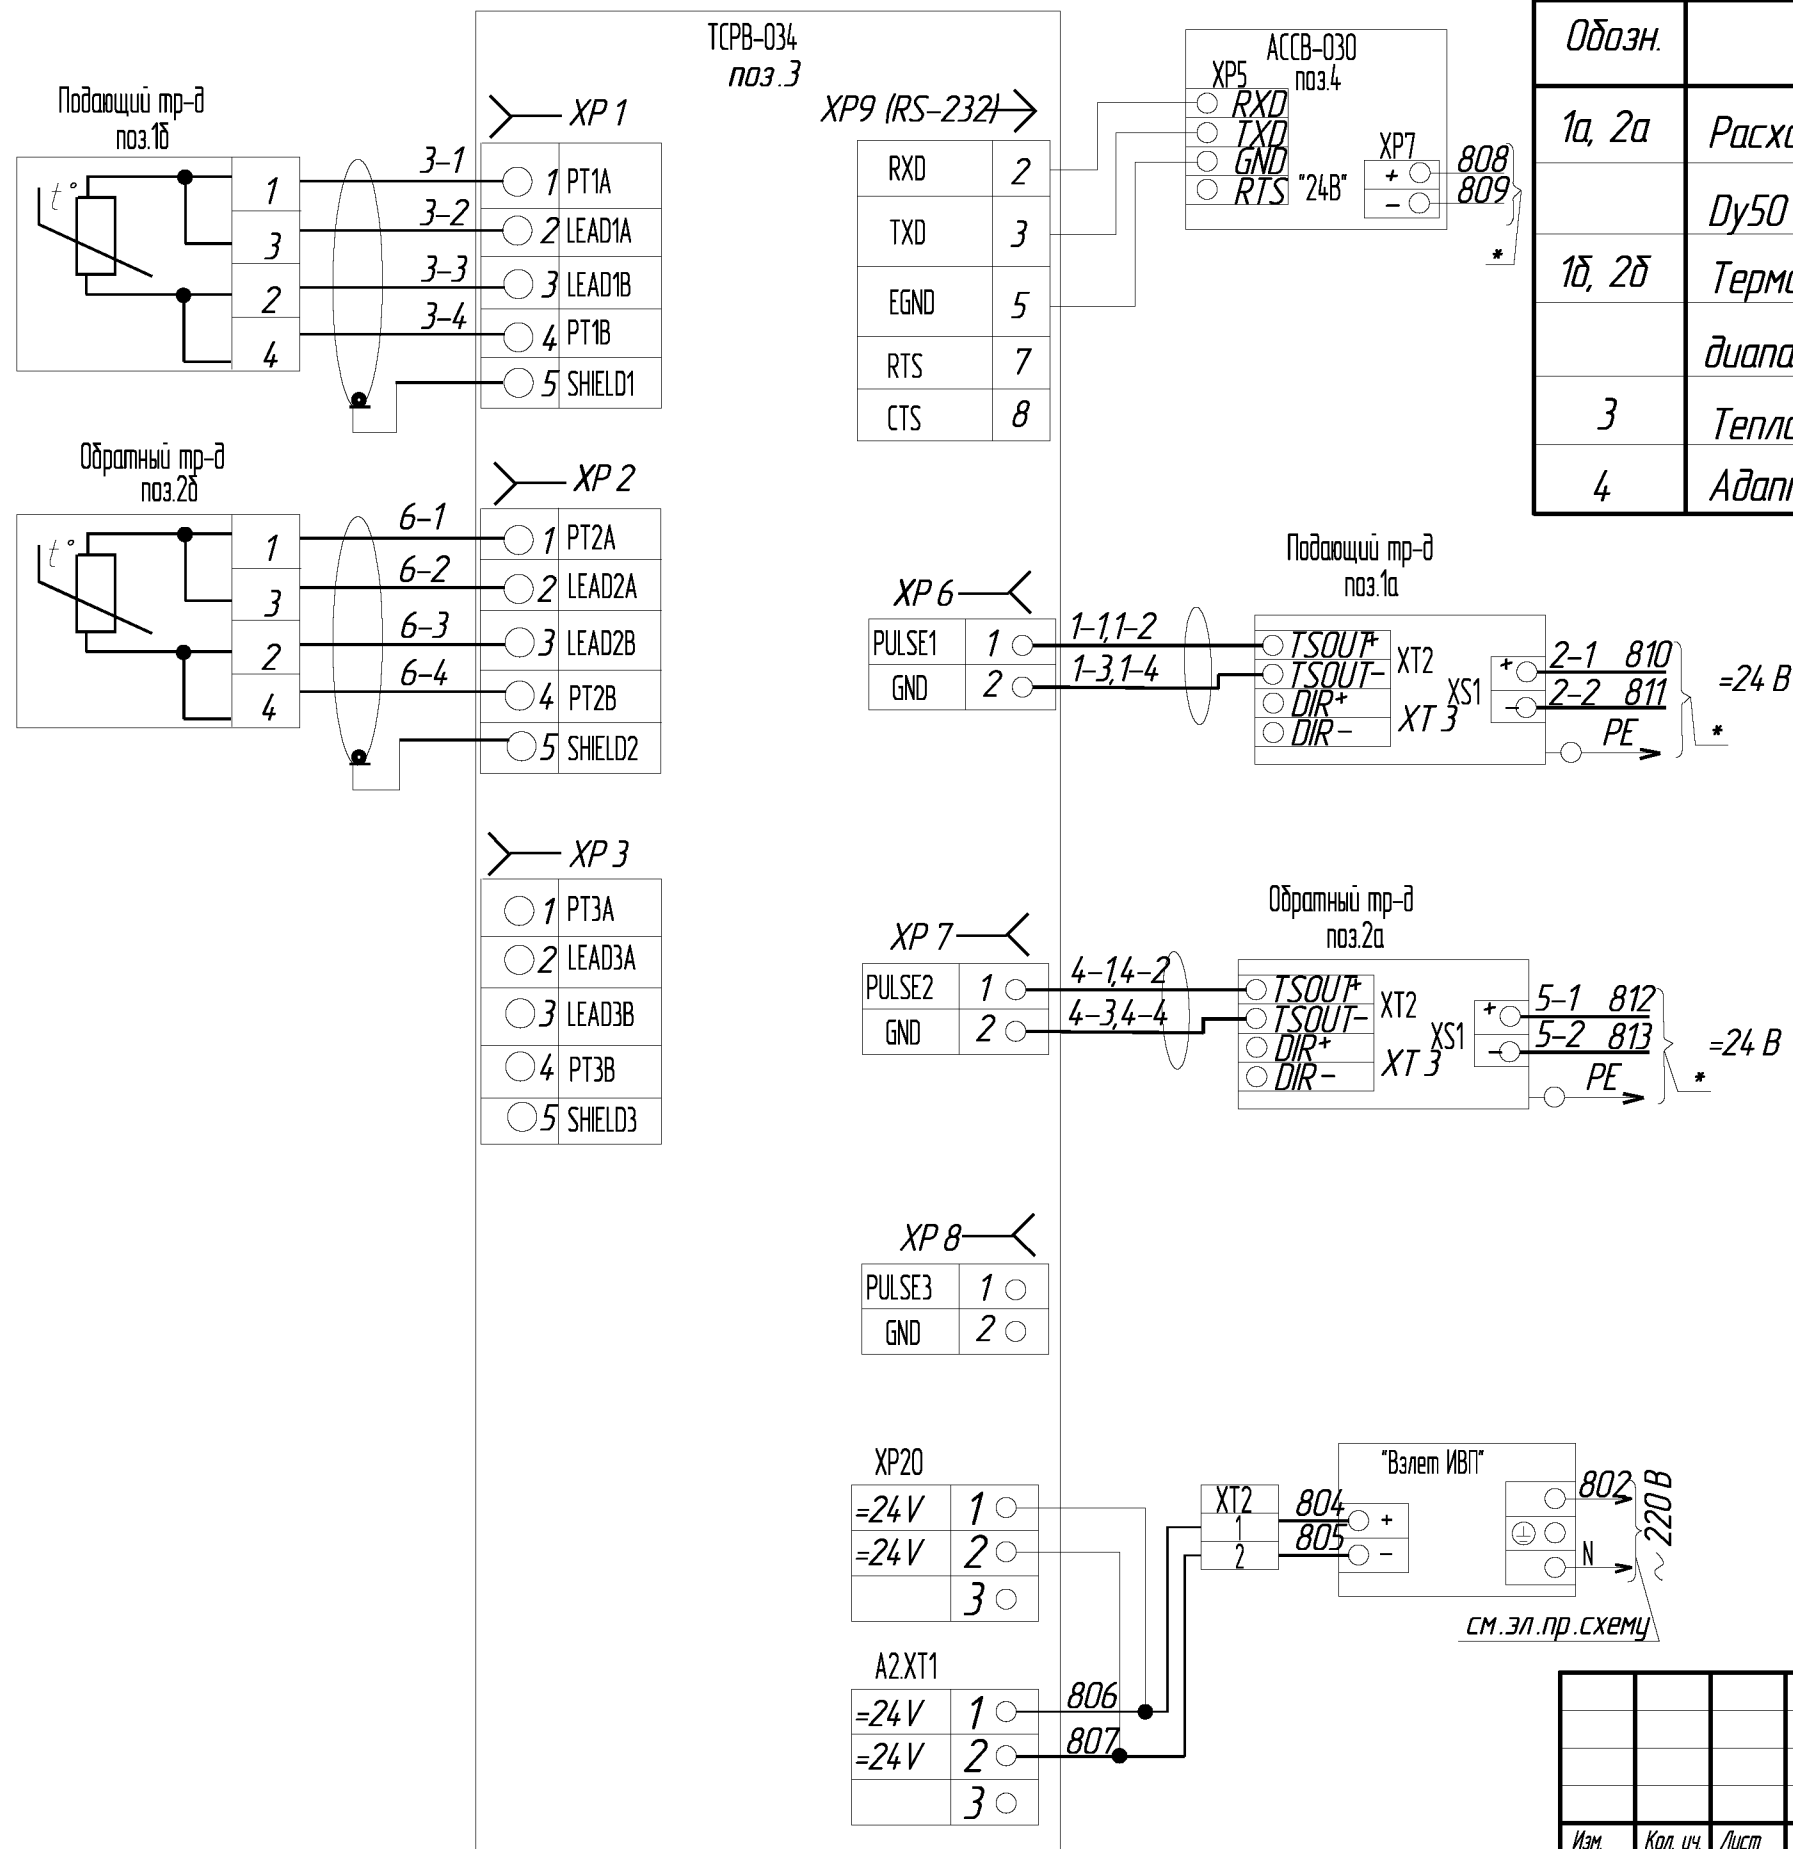 ТСРВ-034
поз.3
Подающий тр-д
поз.1б
t°
1
3
2
4
3-1
3-2
3-3
3-4
XP 1
1 PT1A
2 LEAD1A
3 LEAD1B
4 PT1B
5 SHIELD1
Обратный тр-д
поз.2б
t°
1
3
2
4
6-1
6-2
6-3
6-4
XP 2
1 PT2A
2 LEAD2A
3 LEAD2B
4 PT2B
5 SHIELD2
XP 3
1 PT3A
2 LEAD3A
3 LEAD3B
4 PT3B
5 SHIELD3
XP9 (RS-232)
RXD 2
TXD 3
EGND 5
RTS 7
CTS 8
АССВ-030
поз.4
XP5
RXD
TXD
GND
RTS
"24В"
XP7
+ 808
- 809
*
XP 6
PULSE1 1
GND 2
1-1,1-2
1-3,1-4
Подающий тр-д
поз.1а
TSOUT+
TSOUT-
DIR+
DIR-
XT2
XT 3
XS1
+ 2-1 810
- 2-2 811
PE
=24 В
*
XP 7
PULSE2 1
GND 2
4-1,4-2
4-3,4-4
Обратный тр-д
поз.2а
TSOUT+
TSOUT-
DIR+
DIR-
XT2
XT 3
XS1
+ 5-1 812
- 5-2 813
PE
=24 В
*
XP 8
PULSE3 1
GND 2
XP20
=24V 1
=24V 2
3
A2.XT1
=24V 1
=24V 2
3
806
807
XT2
1
2
804
805
"Взлет ИВП"
+
-
802
N
~220 В
см.эл.пр.схему
Обозн.
1а, 2а
Dy50
1б, 2б
3
4
Изм. Кол. уч. Лист